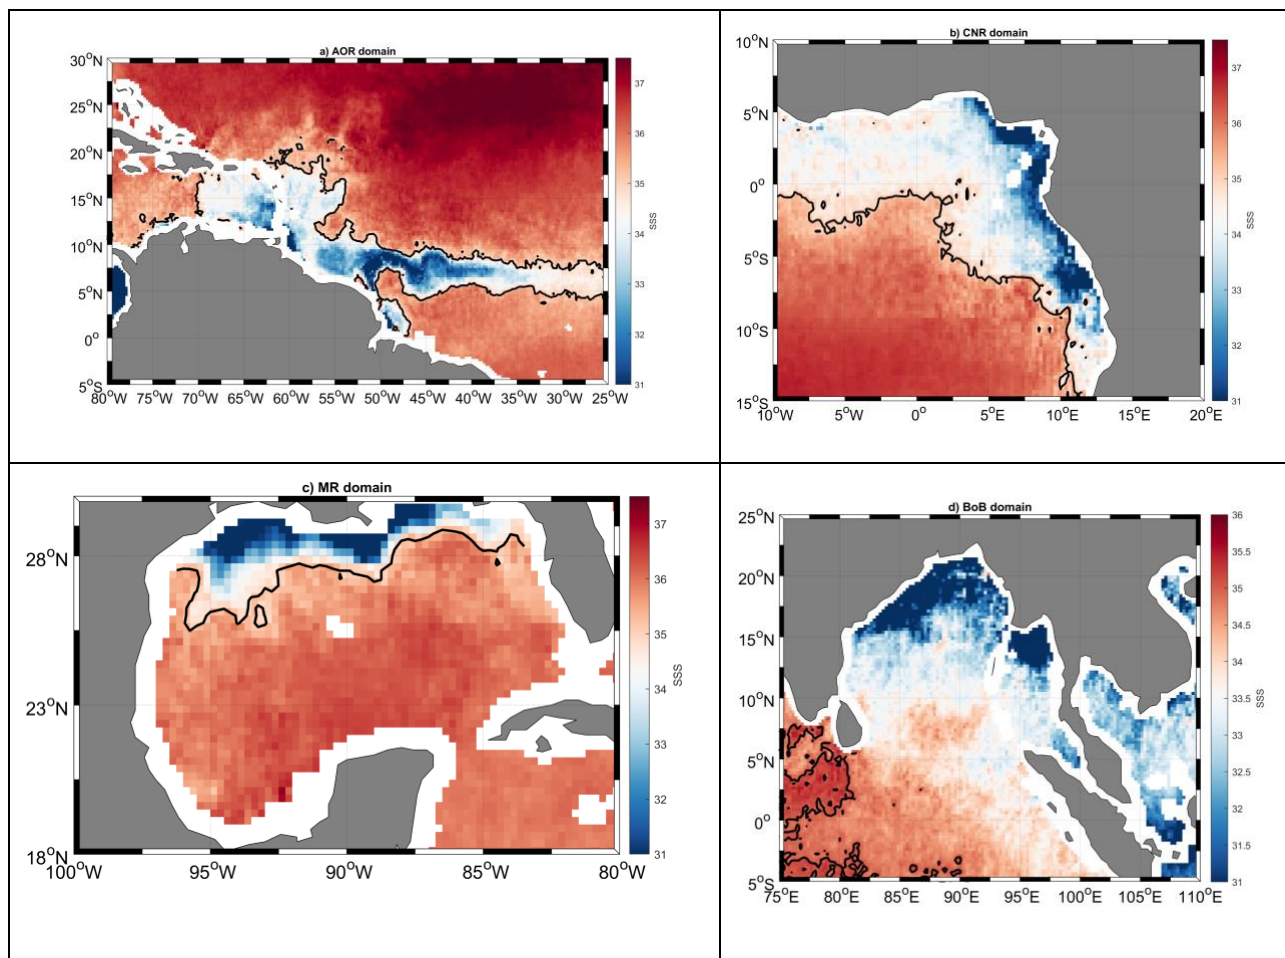 a) AOR domain
30°N
25°N
20°N
15°N
10°N
5°N
0°
5°S
80°W 75°W 70°W 65°W 60°W 55°W 50°W 45°W 40°W 35°W 30°W 25°W
37
36
35
34
33
32
31
SSS
b) CNR domain
10°N
5°N
0°
5°S
10°S
15°S
10°W 5°W 0° 5°E 10°E 15°E 20°E
37
36
35
34
33
32
31
SSS
c) MR domain
28°N
23°N
18°N
100°W 95°W 90°W 85°W 80°W
37
36
35
34
33
32
31
SSS
d) BoB domain
25°N
20°N
15°N
10°N
5°N
0°
5°S
75°E 80°E 85°E 90°E 95°E 100°E 105°E 110°E
36
35.5
35
34.5
34
33.5
33
32.5
32
31.5
31
SSS